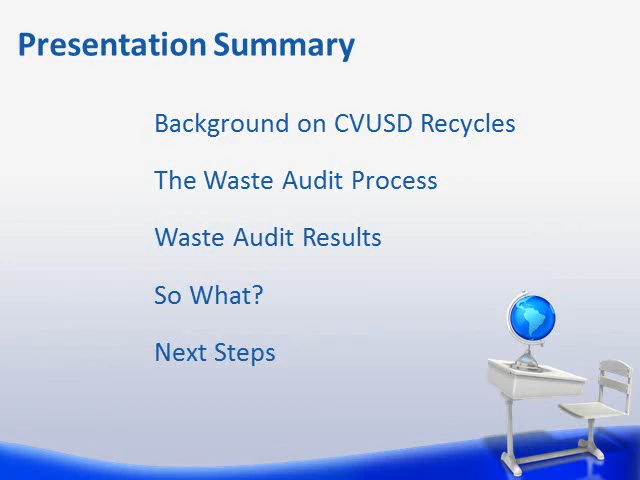 Presentation Summary
Background on CVUSD Recycles
The Waste Audit Process
Waste Audit Results
So What?
Next Steps